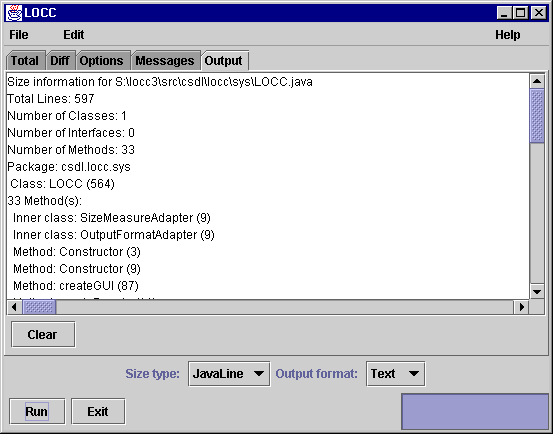 LOCC
File Edit Help
Total Diff Options Messages Output
Size information for S:\locc3\src\csdl\locc\sys\LOCC.java
Total Lines: 597
Number of Classes: 1
Number of Interfaces: 0
Number of Methods: 33
Package: csdl.locc.sys
Class: LOCC (564)
33 Method(s):
Inner class: SizeMeasureAdapter (9)
Inner class: OutputFormatAdapter (9)
Method: Constructor (3)
Method: Constructor (9)
Method: createGUI (87)
Clear
Size type: JavaLine Output format: Text
Run Exit